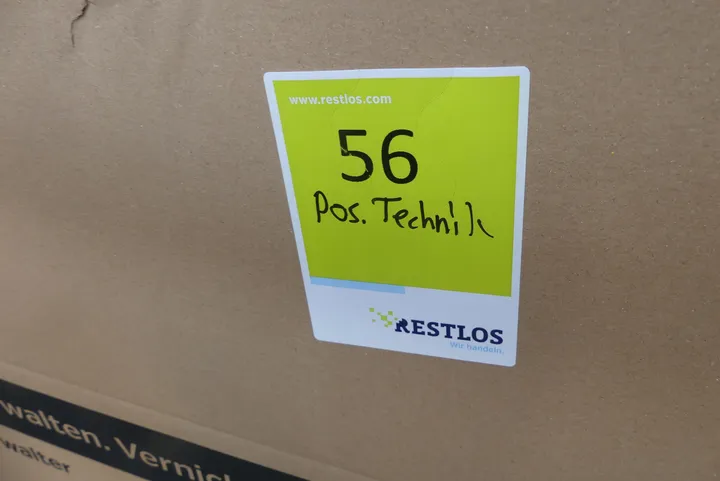 www.restlos.com
56
Pos. Technik
RESTLOS
Wir handeln.
walten. Vernic
walter